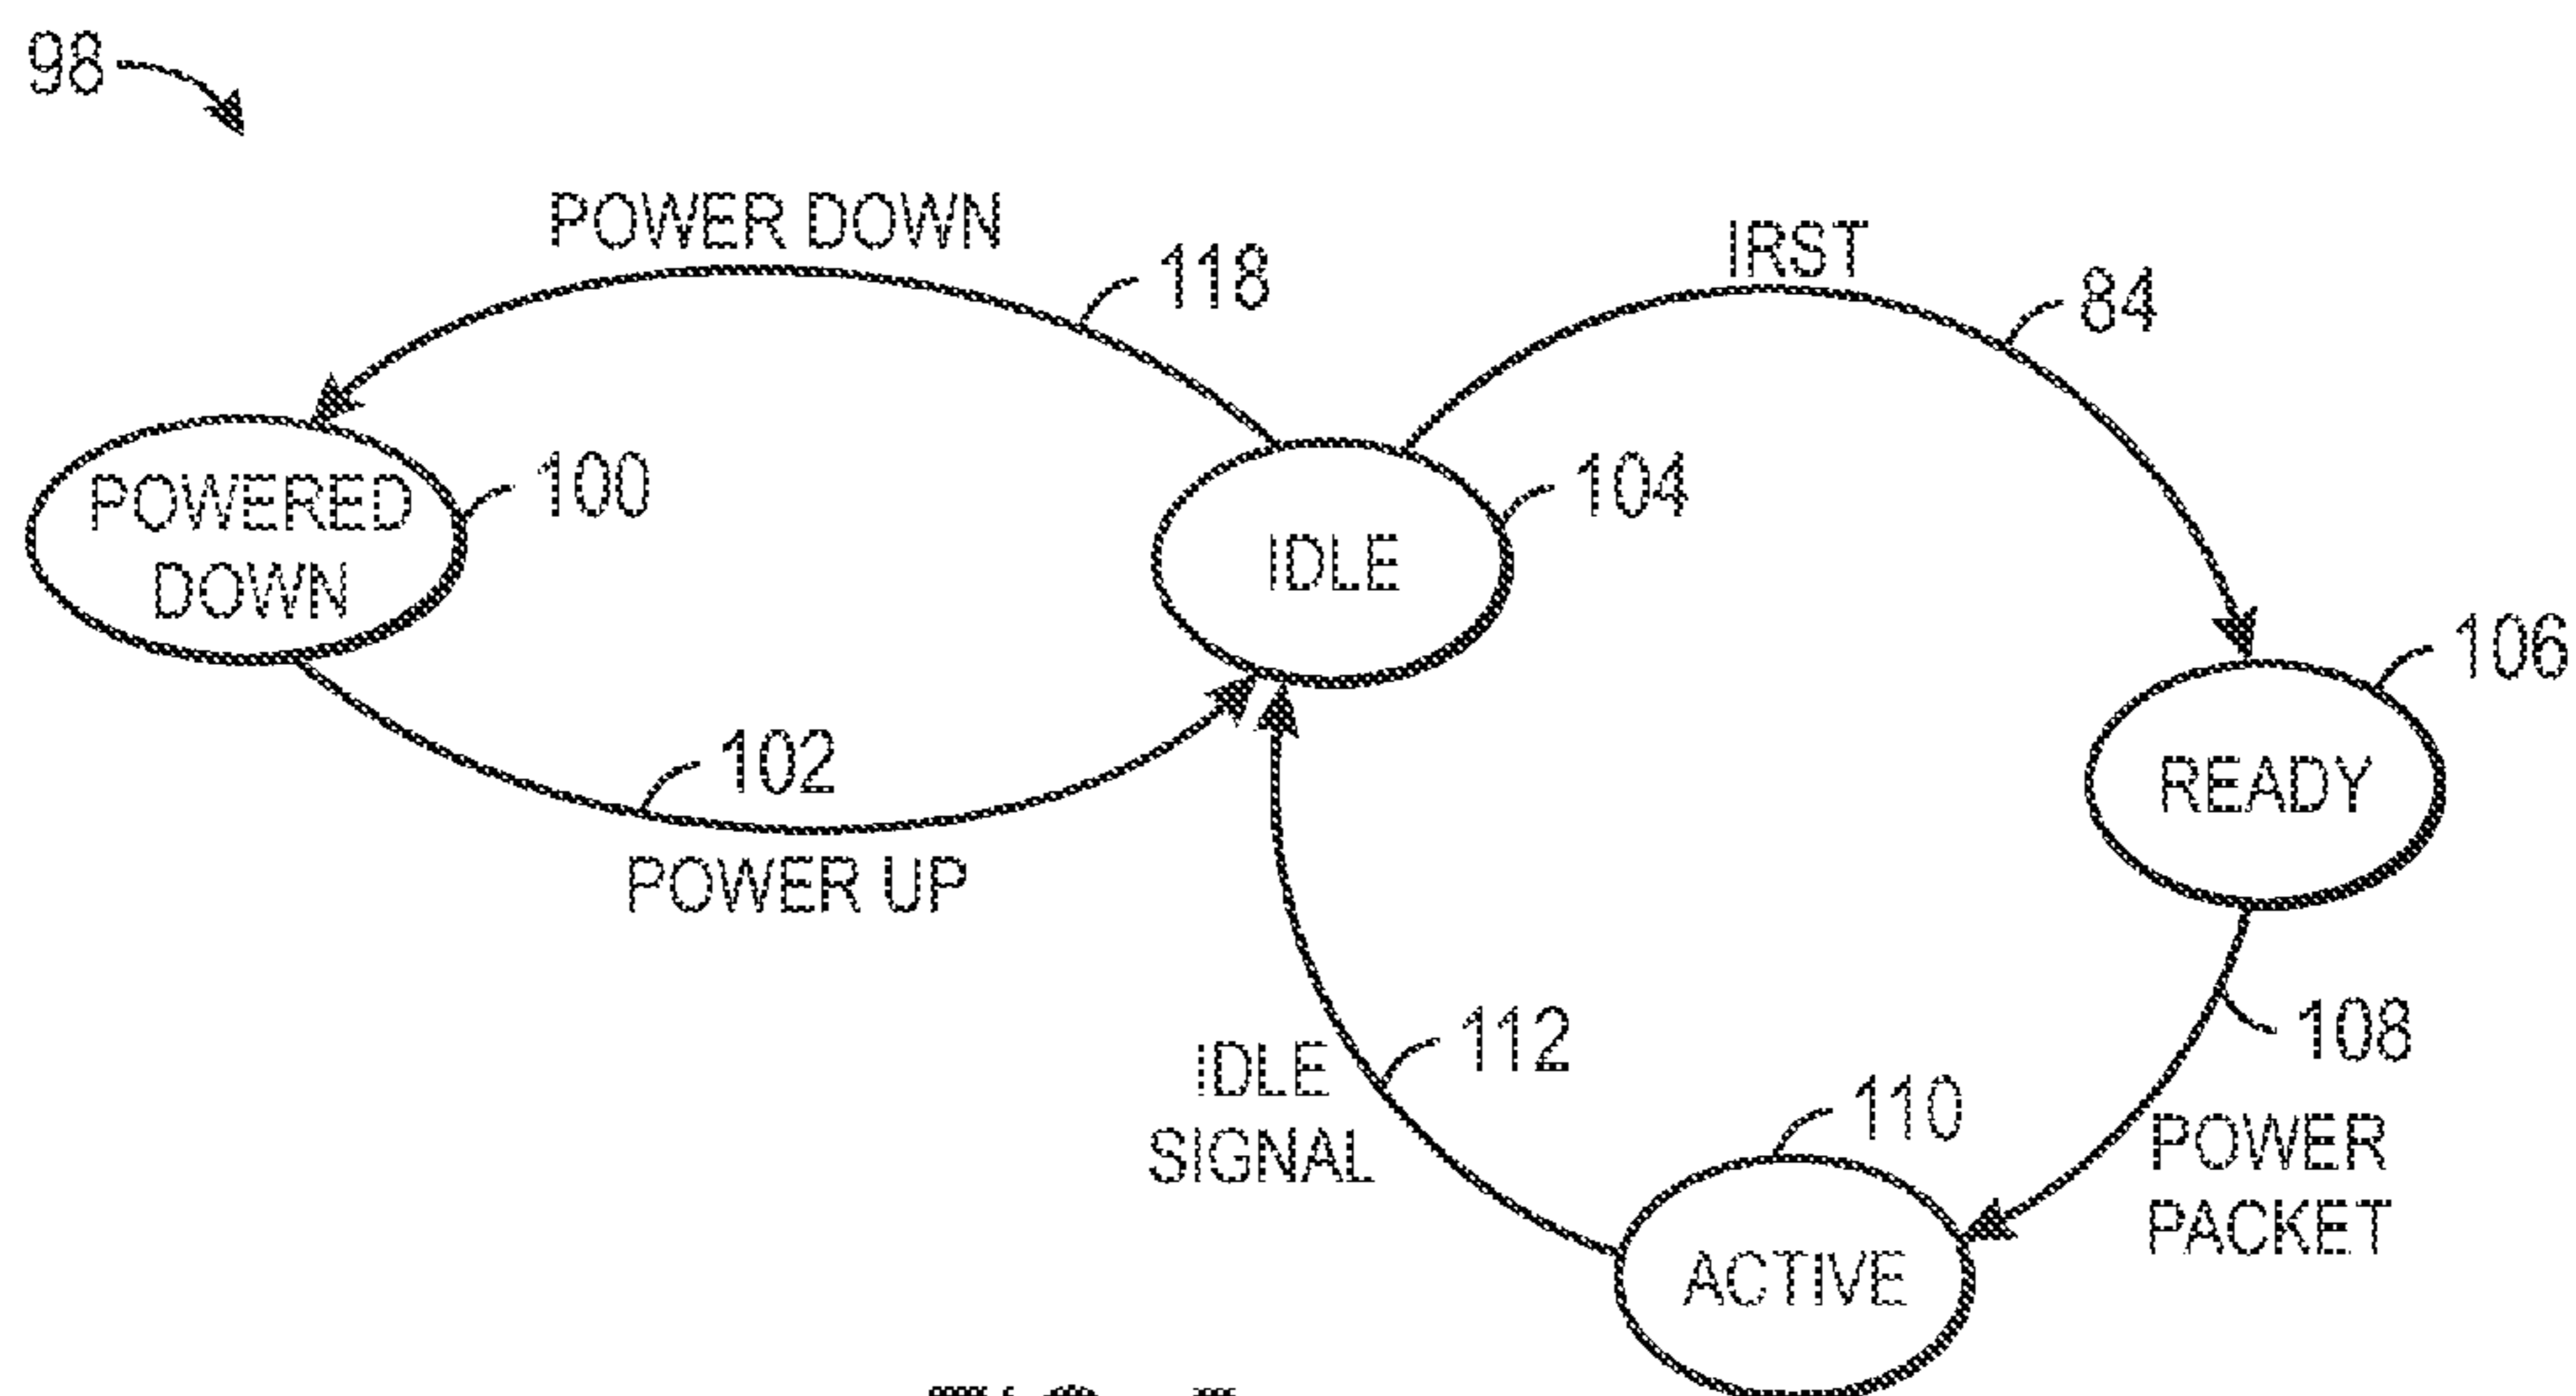 98
POWER DOWN
118
IRST
84
POWERED
DOWN
100
IDLE
104
106
READY
102
POWER UP
112
IDLE
SIGNAL
108
POWER
PACKET
110
ACTIVE